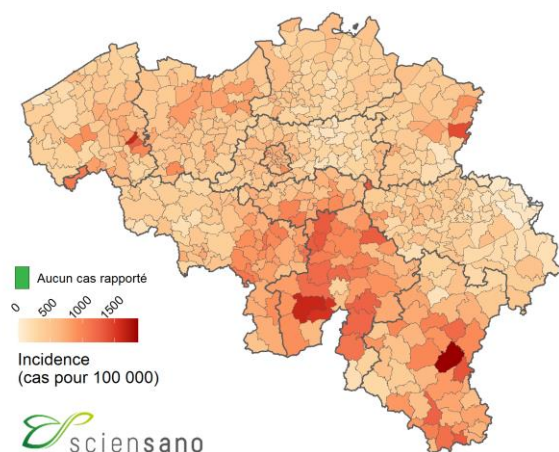 Aucun cas rapporté
0 500 1000 1500
Incidence
(cas pour 100 000)
sciensano